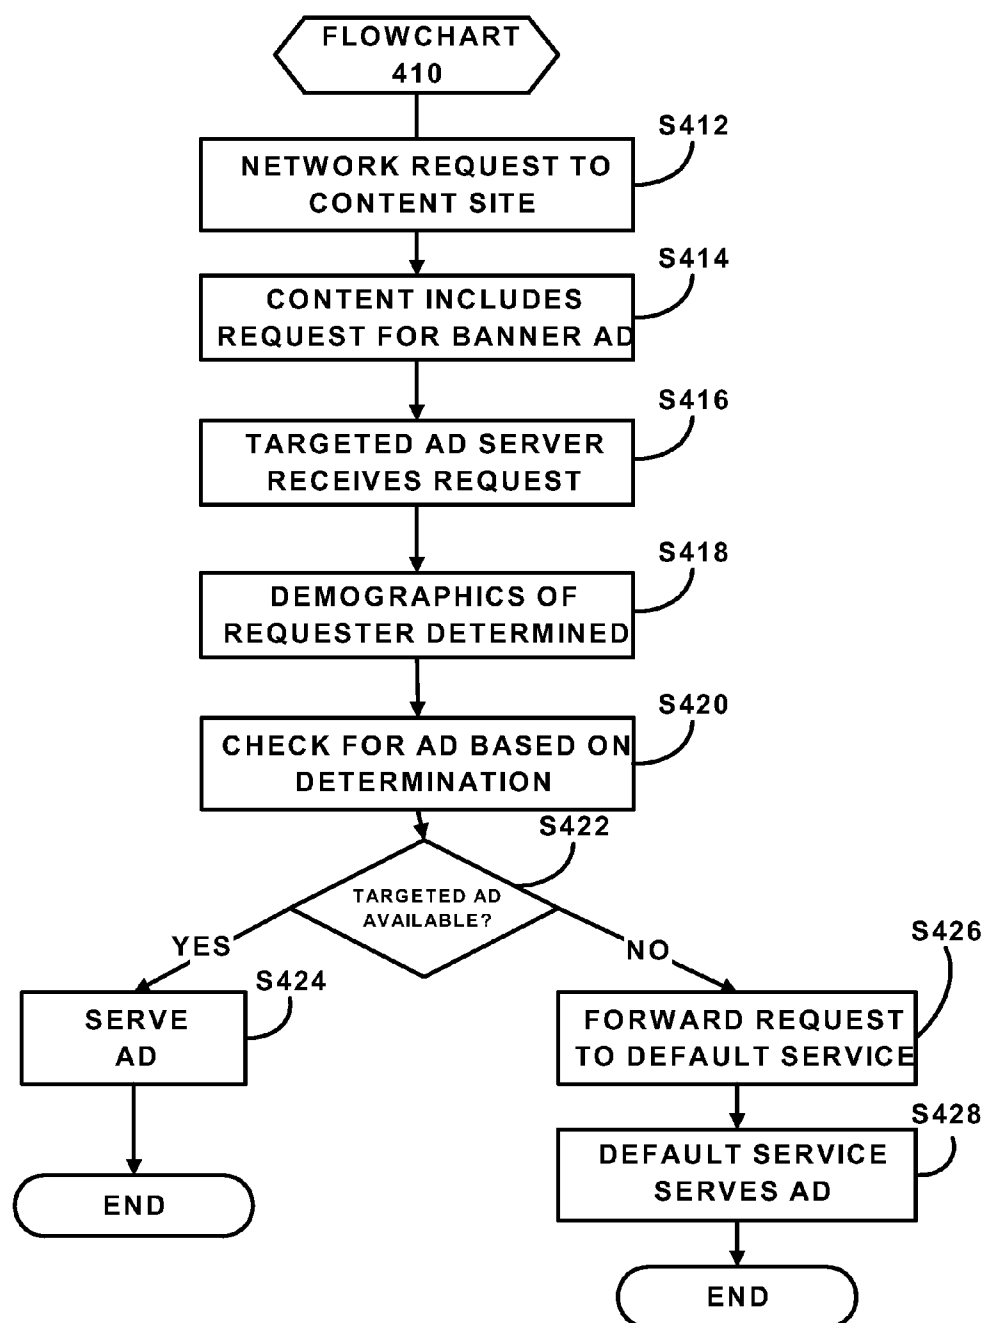 FLOWCHART
410
S412
NETWORK REQUEST TO
CONTENT SITE
S414
CONTENT INCLUDES
REQUEST FOR BANNER AD
S416
TARGETED AD SERVER
RECEIVES REQUEST
S418
DEMOGRAPHICS OF
REQUESTER DETERMINED
S420
CHECK FOR AD BASED ON
DETERMINATION
S422
TARGETED AD
AVAILABLE?
YES
NO
S424
SERVE
AD
END
S426
FORWARD REQUEST
TO DEFAULT SERVICE
S428
DEFAULT SERVICE
SERVES AD
END